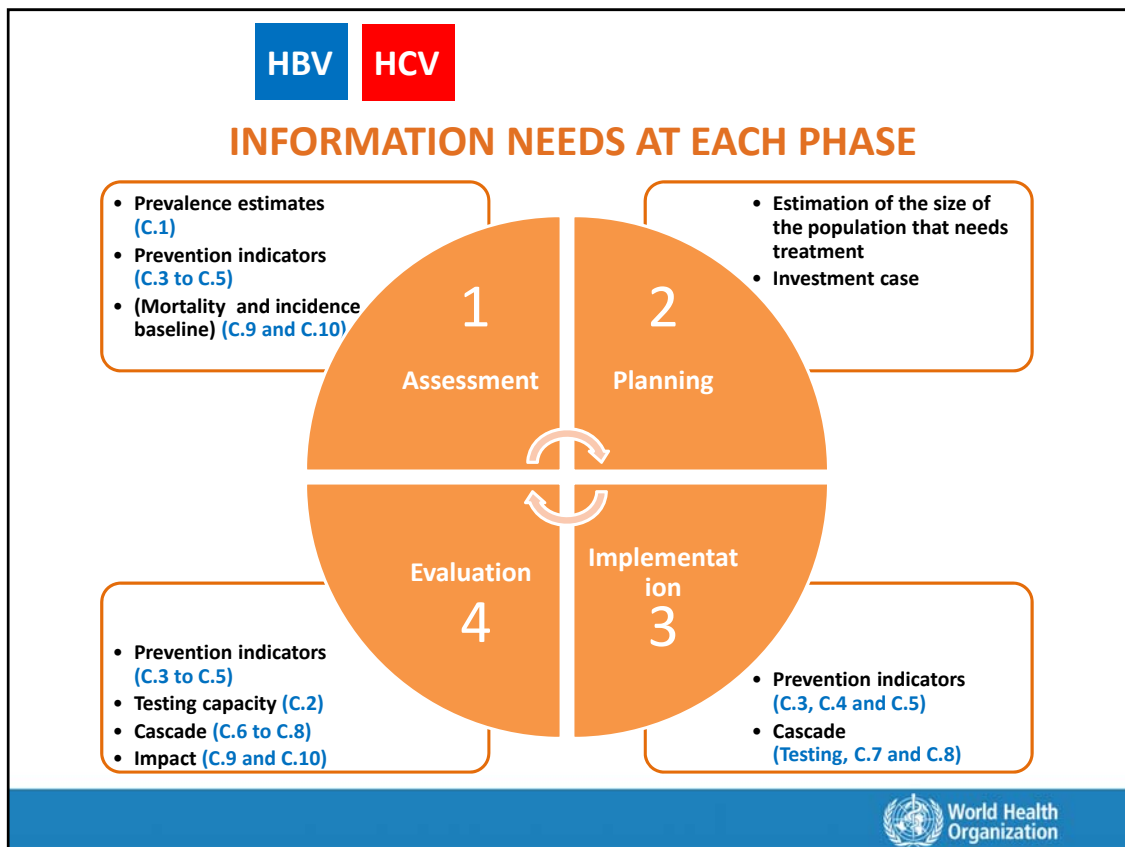 HBV HCV
INFORMATION NEEDS AT EACH PHASE
• Prevalence estimates
(C.1)
• Prevention indicators
(C.3 to C.5)
• (Mortality and incidence
baseline) (C.9 and C.10)
• Estimation of the size of
the population that needs
treatment
• Investment case
1
Assessment
2
Planning
Evaluation
4
Implementat
ion
3
• Prevention indicators
(C.3 to C.5)
• Testing capacity (C.2)
• Cascade (C.6 to C.8)
• Impact (C.9 and C.10)
• Prevention indicators
(C.3, C.4 and C.5)
• Cascade
(Testing, C.7 and C.8)
World Health
Organization